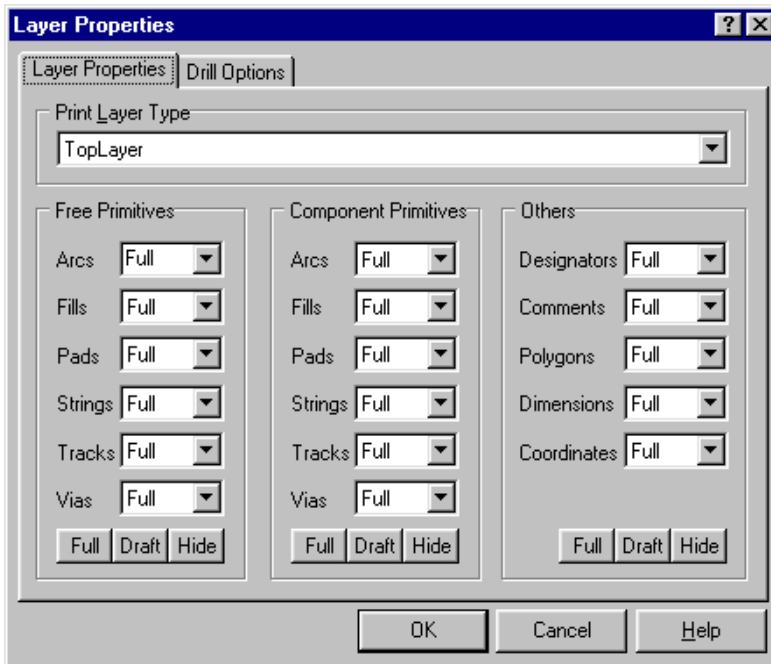 Layer Properties
Layer Properties
Drill Options
Print Layer Type
TopLayer
Free Primitives
Arcs Full
Fills Full
Pads Full
Strings Full
Tracks Full
Vias Full
Full Draft Hide
Component Primitives
Arcs Full
Fills Full
Pads Full
Strings Full
Tracks Full
Vias Full
Full Draft Hide
Others
Designators Full
Comments Full
Polygons Full
Dimensions Full
Coordinates Full
Full Draft Hide
OK Cancel Help